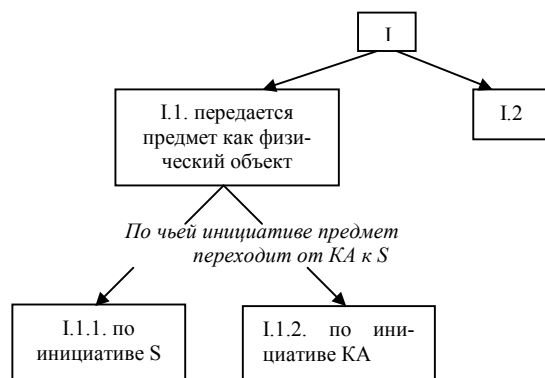 I
I.1. передается
предмет как физи-
ческий объект
I.2
По чьей инициативе предмет
переходит от КА к S
I.1.1. по
инициативе S
I.1.2. по ини-
циативе КА